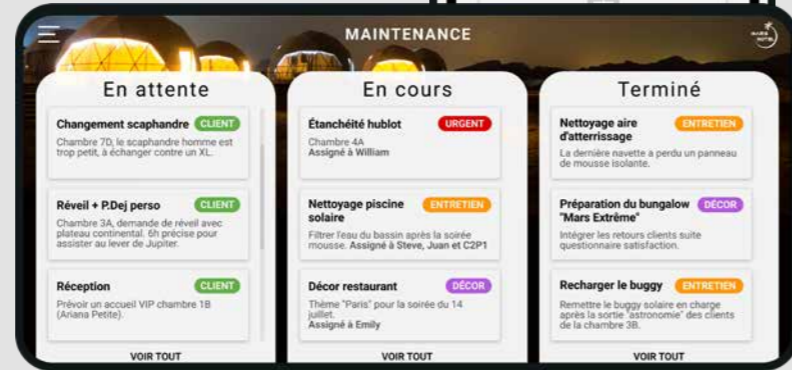 MAINTENANCE
MARS
HOTEL
En attente
Changement scaphandre CLIENT
Chambre 7D, le scaphandre homme est
trop petit, à échanger contre un XL.
Réveil + P.Dej perso CLIENT
Chambre 3A, demande de réveil avec
plateau continental. 6h précise pour
assister au lever de Jupiter.
Réception CLIENT
Prévoir un accueil VIP chambre 1B
(Ariana Petite).
VOIR TOUT
En cours
Étanchéité hublot URGENT
Chambre 4A
Assigné à William
Nettoyage piscine ENTRETIEN
solaire
Filtrer l'eau du bassin après la soirée
mousse. Assigné à Steve, Juan et C2P1
Décor restaurant DÉCOR
Thème "Paris" pour la soirée du 14
juillet.
Assigné à Emily
VOIR TOUT
Terminé
Nettoyage aire ENTRETIEN
d'atterrissage
La dernière navette a perdu un panneau
de mousse isolante.
Préparation du bungalow DÉCOR
"Mars Extrême"
Intégrer les retours clients suite
questionnaire satisfaction.
Recharger le buggy ENTRETIEN
Remettre le buggy solaire en charge
après la sortie "astronomie" des clients
de la chambre 3B.
VOIR TOUT